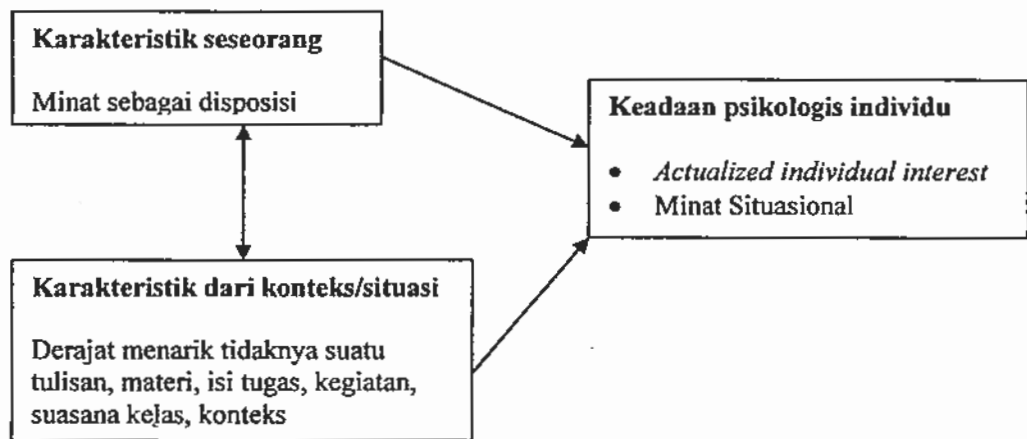 Karakteristik seseorang
Minat sebagai disposisi
Keadaan psikologis individu
• Actualized individual interest
• Minat Situasional
Karakteristik dari konteks/situasi
Derajat menarik tidaknya suatu
tulisan, materi, isi tugas, kegiatan,
suasana kelas, konteks